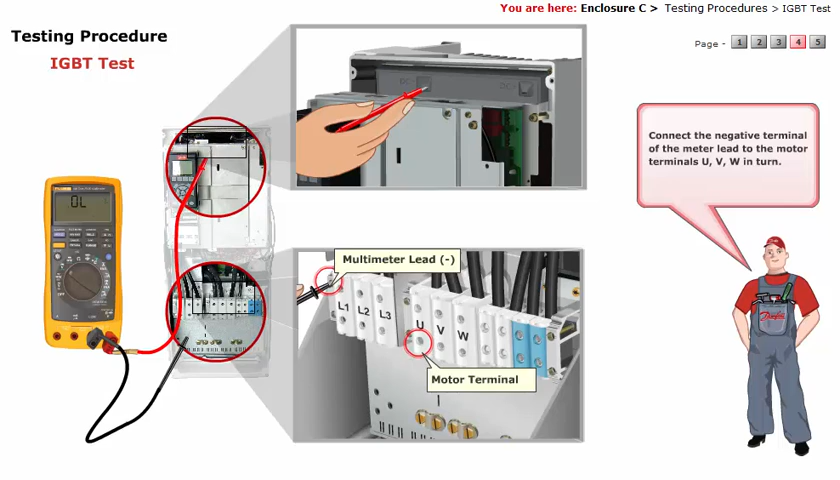 You are here: Enclosure C > Testing Procedures > IGBT Test
Testing Procedure
IGBT Test
Page - 1 2 3 4 5
Connect the negative terminal
of the meter lead to the motor
terminals U, V, W in turn.
OL
Multimeter Lead (-)
L1 L2 L3 U V W
Motor Terminal
Danfoss